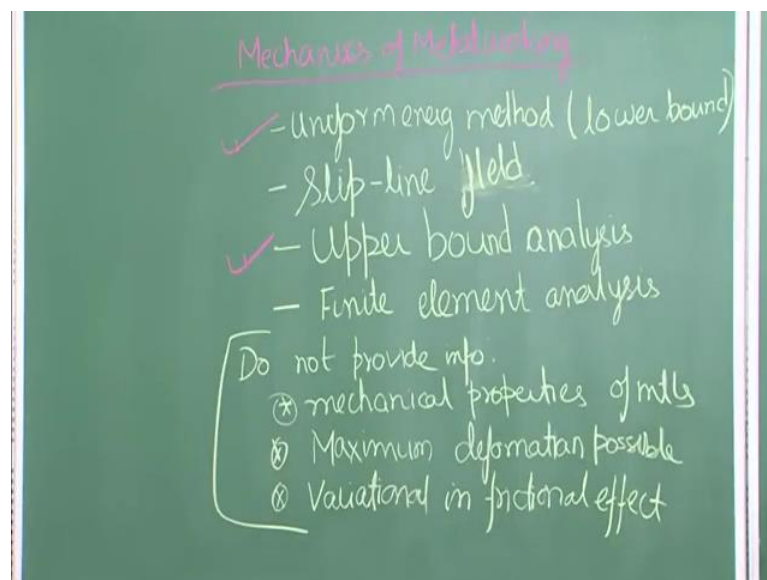 Mechanics of Metalworking
- Uniform energ method (lower bound)
- Slip-line field
- Upper bound analysis
- Finite element analysis
Do not provide info.
* mechanical properties of mtls
* Maximum deformation possible
* Variational in frictional effect